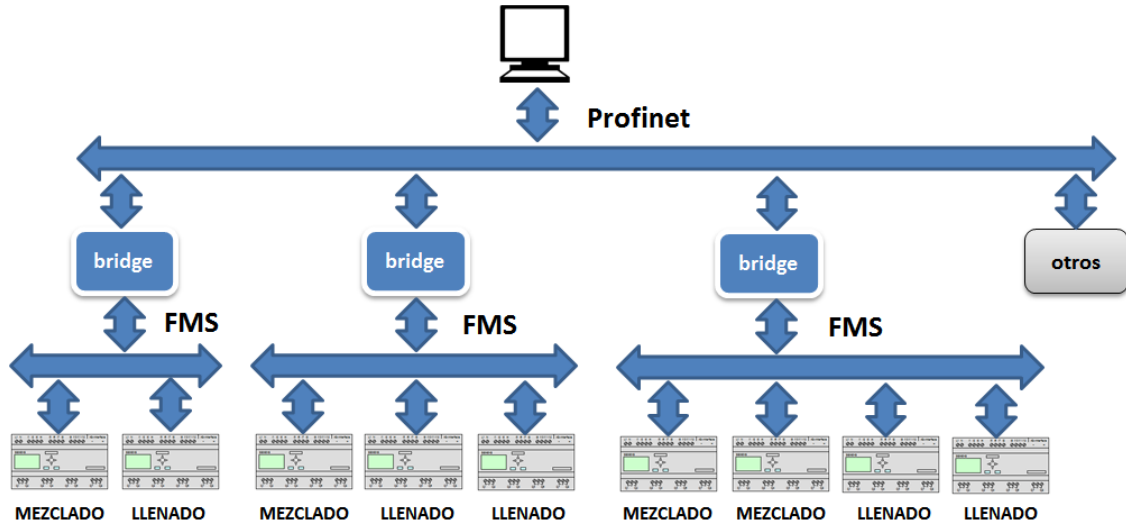 Profinet
bridge
bridge
bridge
otros
FMS
FMS
FMS
MEZCLADO
LLENADO
MEZCLADO
LLENADO
LLENADO
MEZCLADO
MEZCLADO
LLENADO
LLENADO